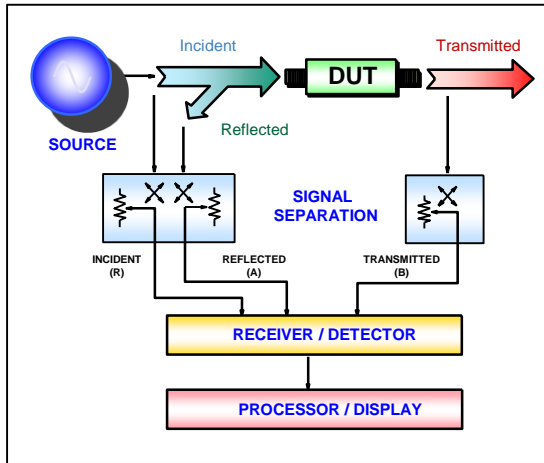 Incident
DUT
Transmitted
Reflected
SOURCE
SIGNAL
SEPARATION
INCIDENT
(R)
REFLECTED
(A)
TRANSMITTED
(B)
RECEIVER / DETECTOR
PROCESSOR / DISPLAY